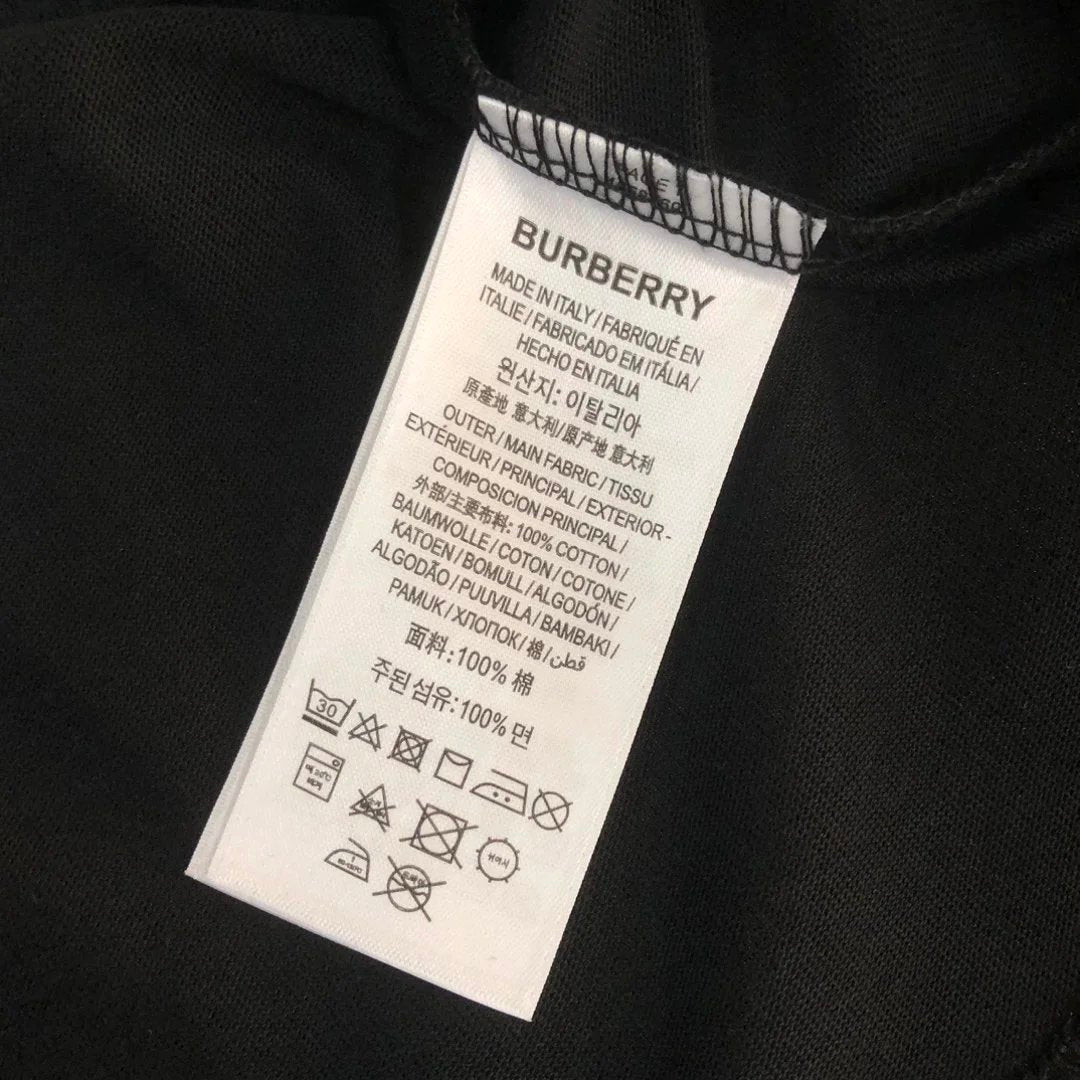 BURBERRY
MADE IN ITALY / FABRIQUÉ EN
ITALIE / FABRICADO EM ITÁLIA /
HECHO EN ITALIA
원산지: 이탈리아
原產地 意大利/原产地 意大利
OUTER / MAIN FABRIC / TISSU
EXTÉRIEUR / PRINCIPAL / EXTERIOR -
COMPOSICION PRINCIPAL /
外部/主要布料: 100% COTTON /
BAUMWOLLE / COTON / COTONE /
KATOEN / BOMULL / ALGODÓN /
ALGODÃO / PUUVILLA / BAMBAKI /
PAMUK / ХЛОПОК / 棉 / قطن
面料: 100% 棉
주된 섬유: 100% 면
30